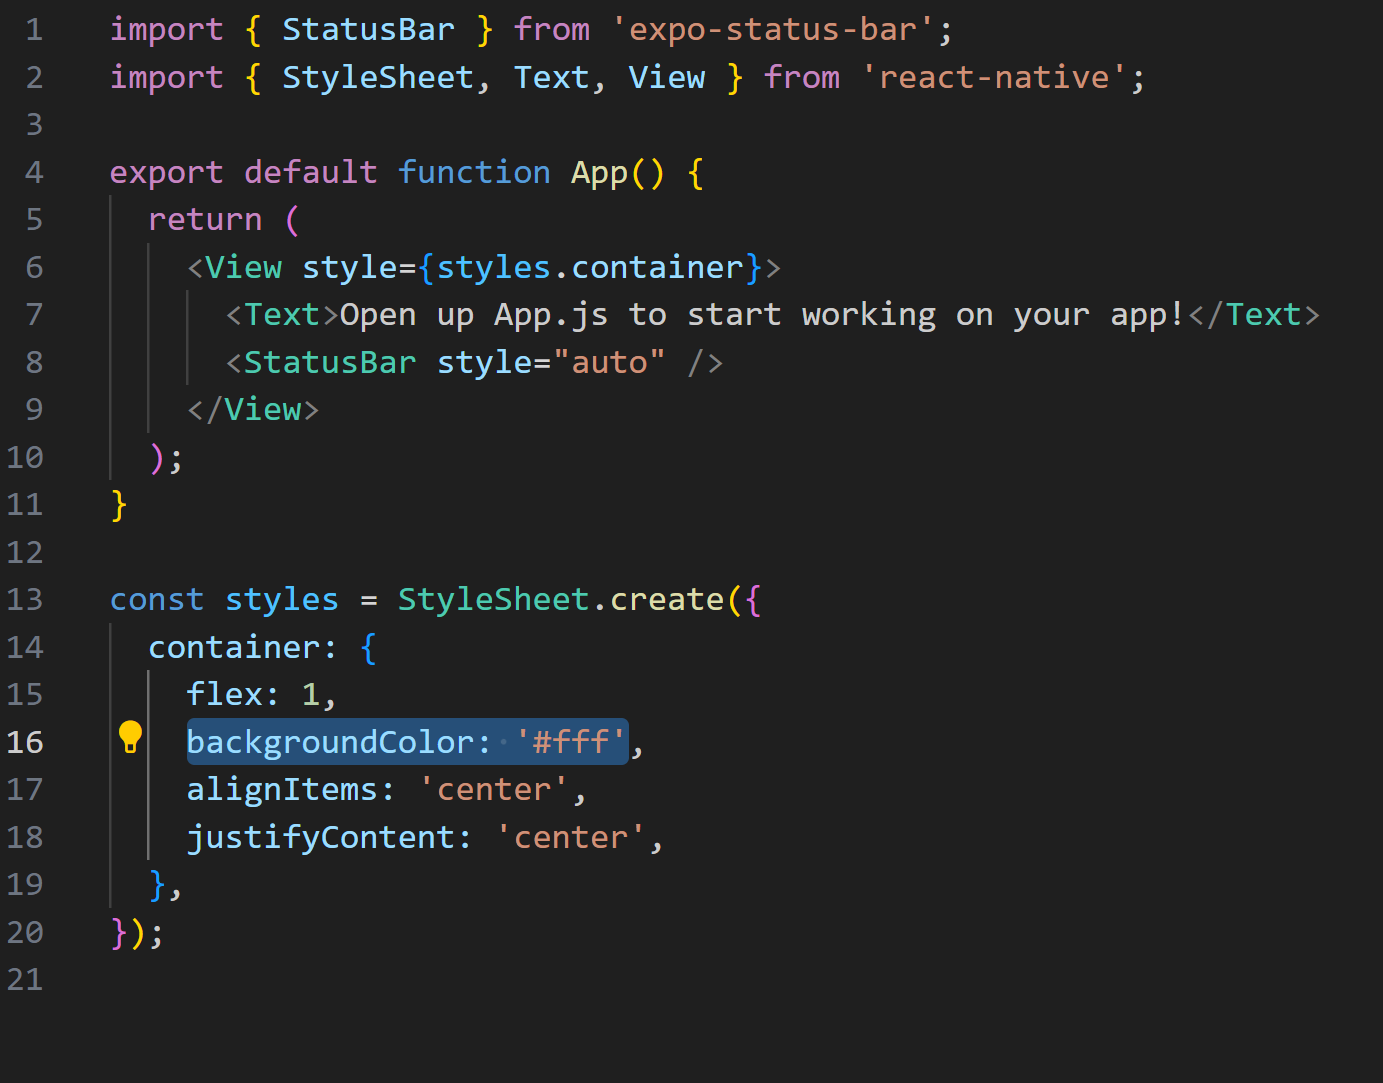 1 import { StatusBar } from 'expo-status-bar';
2 import { StyleSheet, Text, View } from 'react-native';
3
4 export default function App() {
5   return (
6     <View style={styles.container}>
7       <Text>Open up App.js to start working on your app!</Text>
8       <StatusBar style="auto" />
9     </View>
10   );
11 }
12
13 const styles = StyleSheet.create({
14   container: {
15     flex: 1,
16     backgroundColor: '#fff',
17     alignItems: 'center',
18     justifyContent: 'center',
19   },
20 });
21